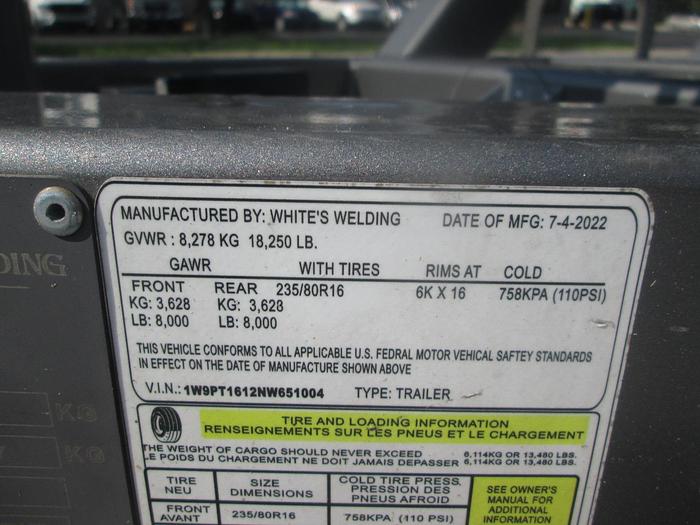 MANUFACTURED BY: WHITE'S WELDING DATE OF MFG: 7-4-2022
GVWR : 8,278 KG 18,250 LB.
GAWR WITH TIRES RIMS AT COLD
FRONT REAR 235/80R16 6K X 16 758KPA (110PSI)
KG: 3,628 KG: 3,628
LB: 8,000 LB: 8,000
THIS VEHICLE CONFORMS TO ALL APPLICABLE U.S. FEDRAL MOTOR VEHICAL SAFTEY STANDARDS
IN EFFECT ON THE DATE OF MANUFACTURE SHOWN ABOVE
V.I.N.: 1W9PT1612NW651004 TYPE: TRAILER
TIRE AND LOADING INFORMATION
RENSEIGNEMENTS SUR LES PNEUS ET LE CHARGEMENT
THE WEIGHT OF CARGO SHOULD NEVER EXCEED 6,114KG OR 13,480 LBS.
LE POIDS DU CHARGEMENT NE DOIT JAMAIS DEPASSER 6,114KG OR 13,480 LBS.
TIRE SIZE COLD TIRE PRESS. SEE OWNER'S
NEU DIMENSIONS PRESSION DES MANUAL FOR
PNEUS AFROID ADDITIONAL
FRONT 235/80R16 758KPA (110 PSI) INFORMATION
AVANT
DING
KG
KG